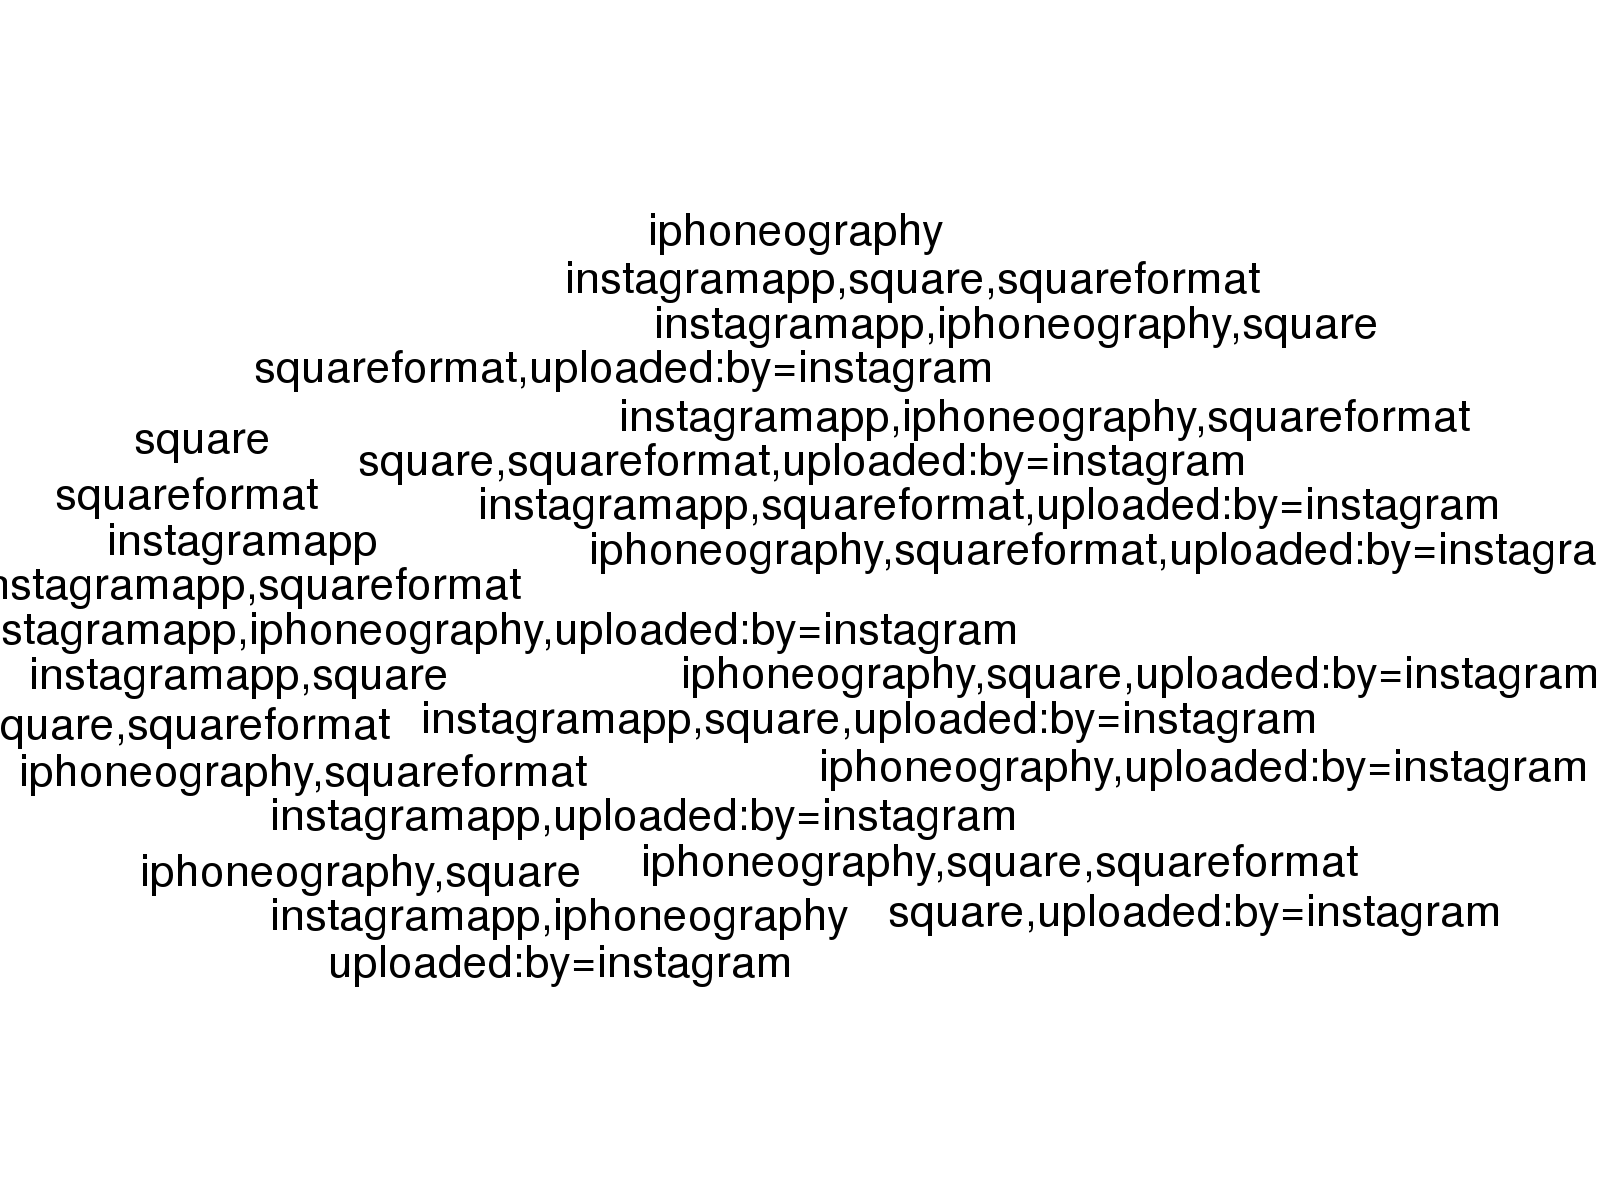 iphoneography
instagramapp,square,squareformat
instagramapp,iphoneography,square
squareformat,uploaded:by=instagram
instagramapp,iphoneography,squareformat
square
square,squareformat,uploaded:by=instagram
squareformat
instagramapp,squareformat,uploaded:by=instagram
instagramapp
iphoneography,squareformat,uploaded:by=instagra
nstagramapp,squareformat
stagramapp,iphoneography,uploaded:by=instagram
instagramapp,square
iphoneography,square,uploaded:by=instagram
quare,squareformat
instagramapp,square,uploaded:by=instagram
iphoneography,squareformat
iphoneography,uploaded:by=instagram
instagramapp,uploaded:by=instagram
iphoneography,square
iphoneography,square,squareformat
instagramapp,iphoneography
square,uploaded:by=instagram
uploaded:by=instagram